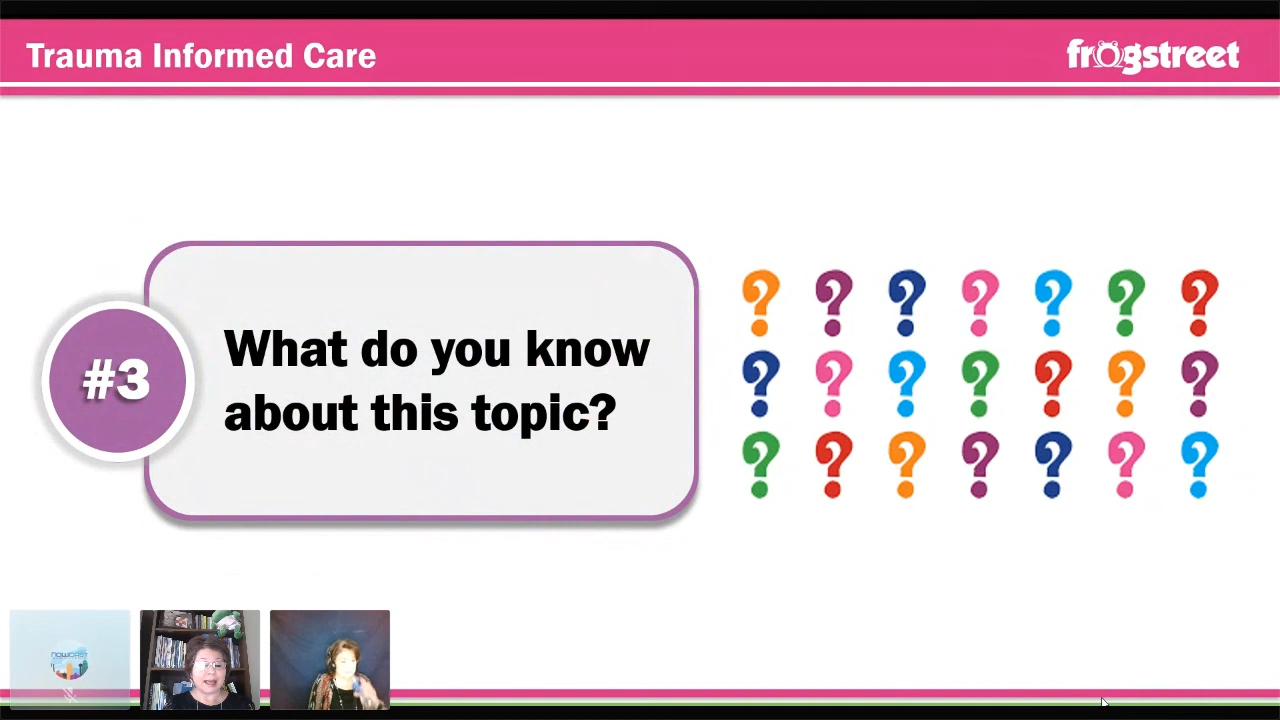 Trauma Informed Care
frogstreet
#3
What do you know
about this topic?
? ? ? ? ? ? ?
? ? ? ? ? ? ?
? ? ? ? ? ? ?